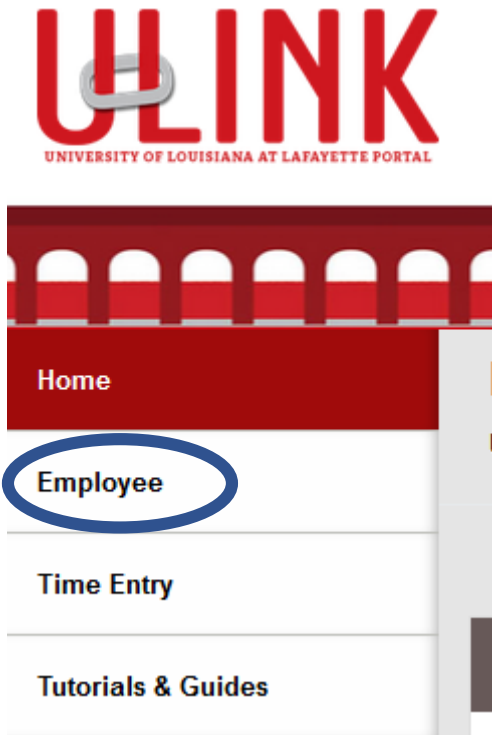 ULINK
UNIVERSITY OF LOUISIANA AT LAFAYETTE PORTAL
Home
Employee
Time Entry
Tutorials & Guides